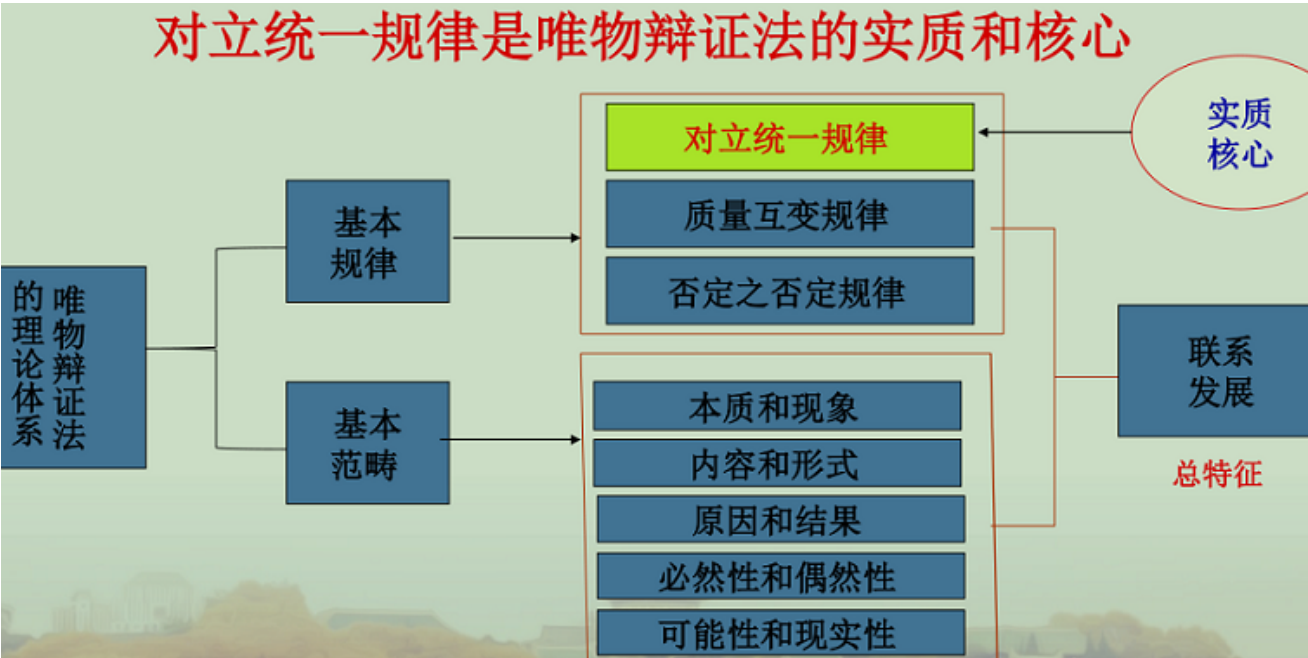 对立统一规律是唯物辩证法的实质和核心
实质
核心
对立统一规律
质量互变规律
否定之否定规律
基本
规律
唯物辩证法
的理论体系
基本
范畴
本质和现象
内容和形式
原因和结果
必然性和偶然性
可能性和现实性
联系
发展
总特征